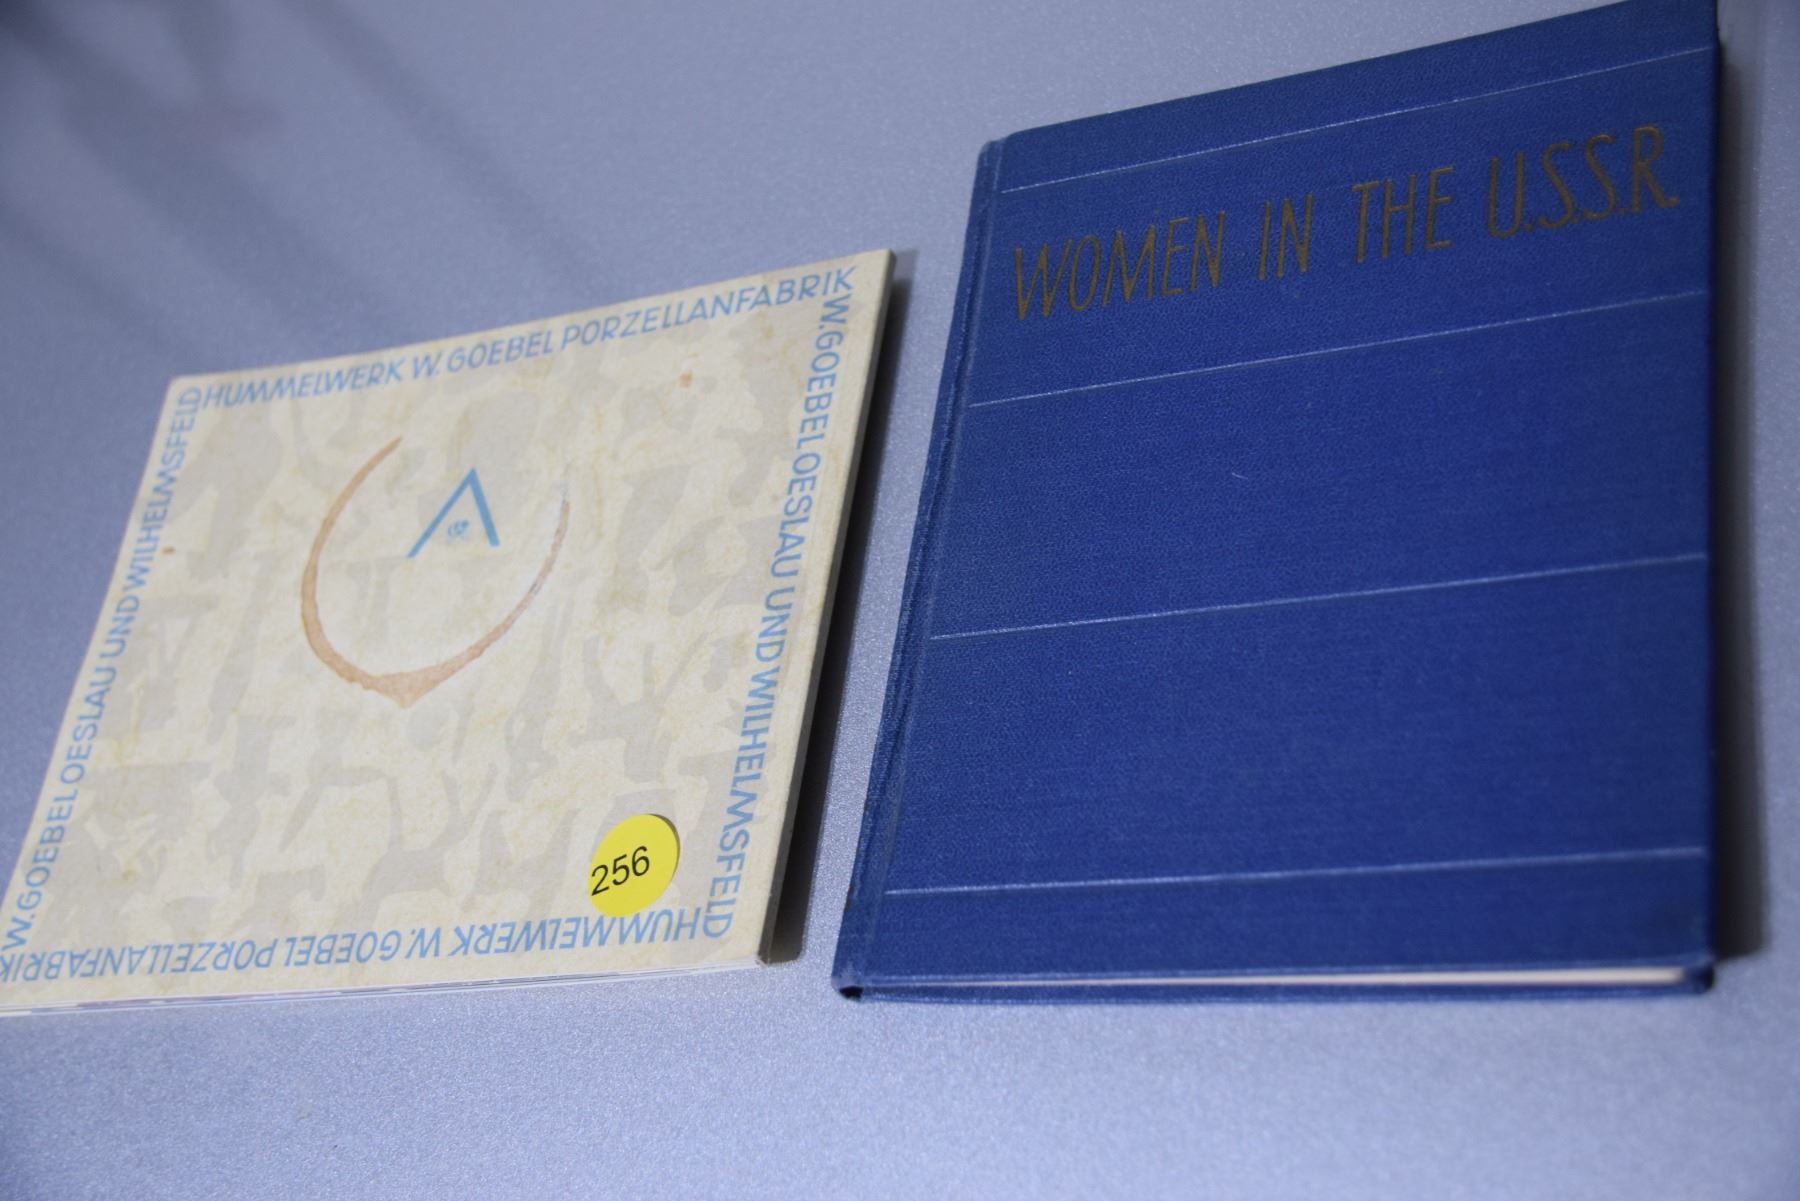 HUMMELWERK W. GOEBEL PORZELLANFABRIK
W. GOEBEL OESLAU UND WILHELMSFELD
HUMMELWERK W. GOEBEL PORZELLANFABRIK
W. GOEBEL OESLAU UND WILHELMSFELD
256
WOMEN IN THE U.S.S.R.